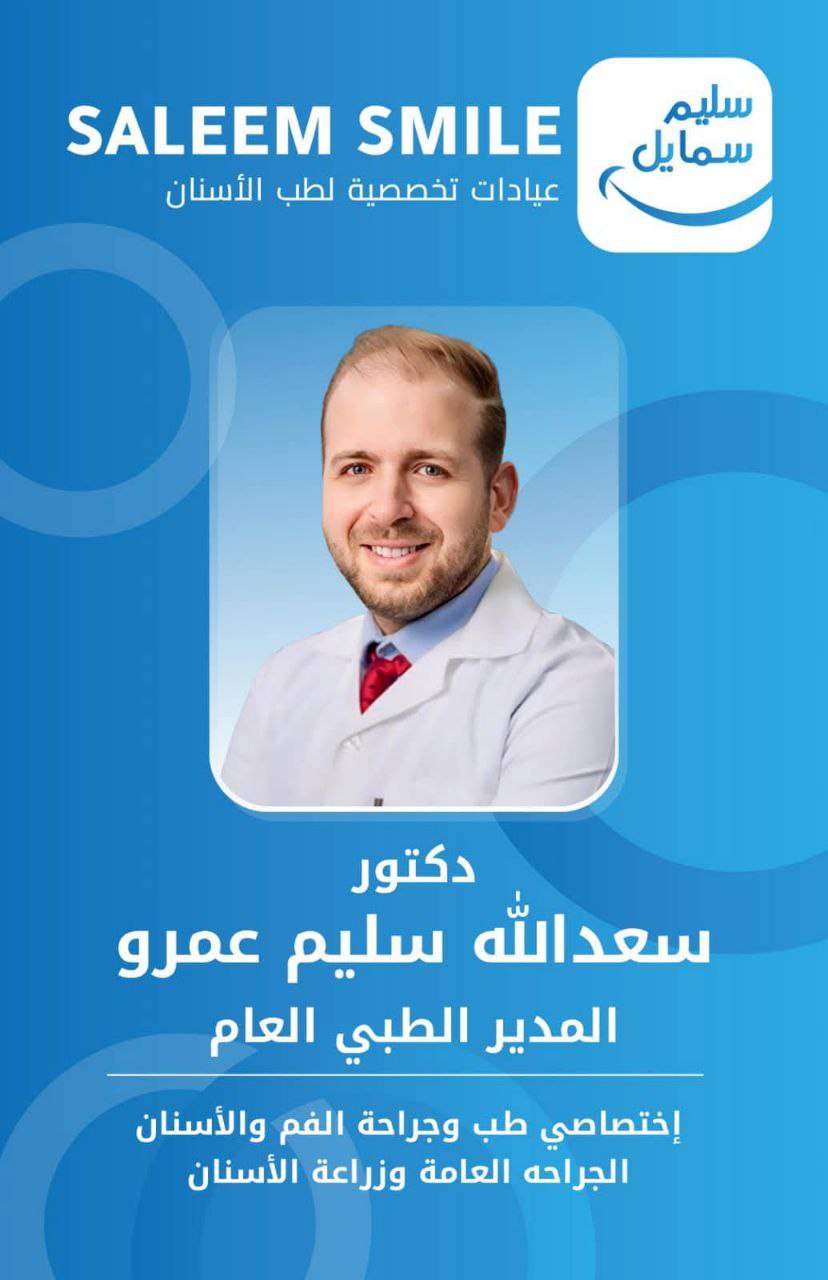 SALEEM SMILE
عيادات تخصصية لطب الأسنان
سليم
سمايل
دكتور
سعدالله سليم عمرو
المدير الطبي العام
إختصاصي طب وجراحة الفم والأسنان
الجراحه العامة وزراعة الأسنان